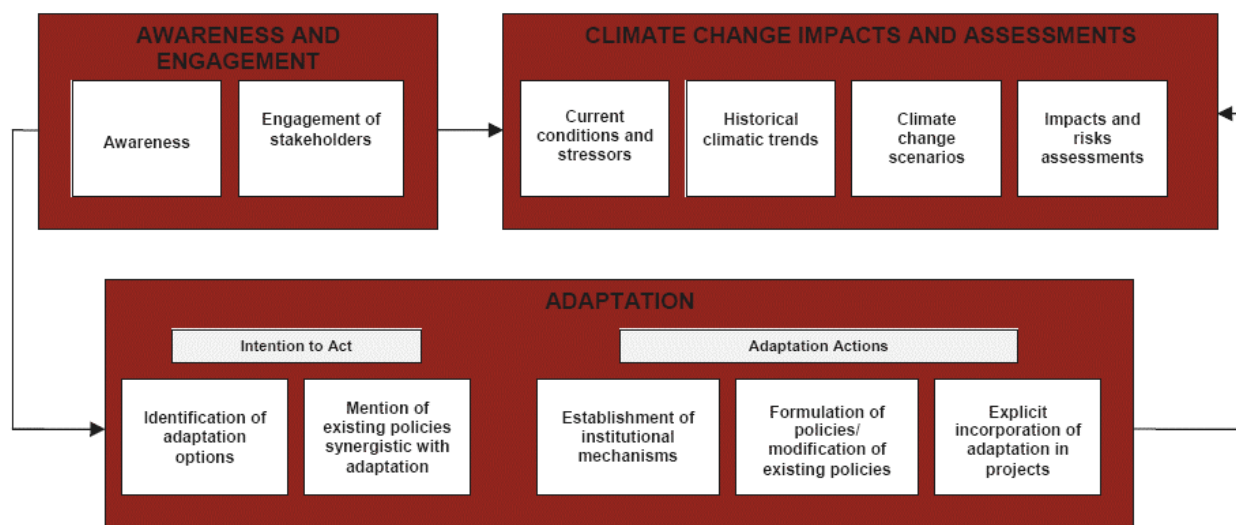 AWARENESS AND
ENGAGEMENT
Awareness
Engagement of
stakeholders
CLIMATE CHANGE IMPACTS AND ASSESSMENTS
Current
conditions and
stressors
Historical
climatic trends
Climate
change
scenarios
Impacts and
risks
assessments
ADAPTATION
Intention to Act
Identification of
adaptation
options
Mention of
existing policies
synergistic with
adaptation
Adaptation Actions
Establishment of
institutional
mechanisms
Formulation of
policies/
modification of
existing policies
Explicit
incorporation of
adaptation in
projects